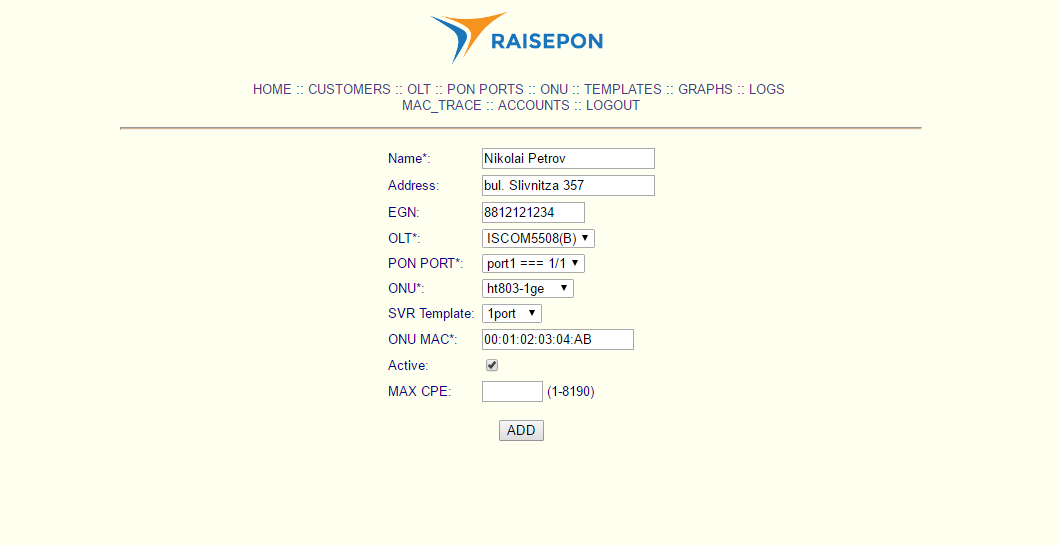 RAISEPON
HOME :: CUSTOMERS :: OLT :: PON PORTS :: ONU :: TEMPLATES :: GRAPHS :: LOGS
MAC_TRACE :: ACCOUNTS :: LOGOUT
Name*: Nikolai Petrov
Address: bul. Slivnitza 357
EGN: 8812121234
OLT*: ISCOM5508(B)
PON PORT*: port1 === 1/1
ONU*: ht803-1ge
SVR Template: 1port
ONU MAC*: 00:01:02:03:04:AB
Active:
MAX CPE: (1-8190)
ADD